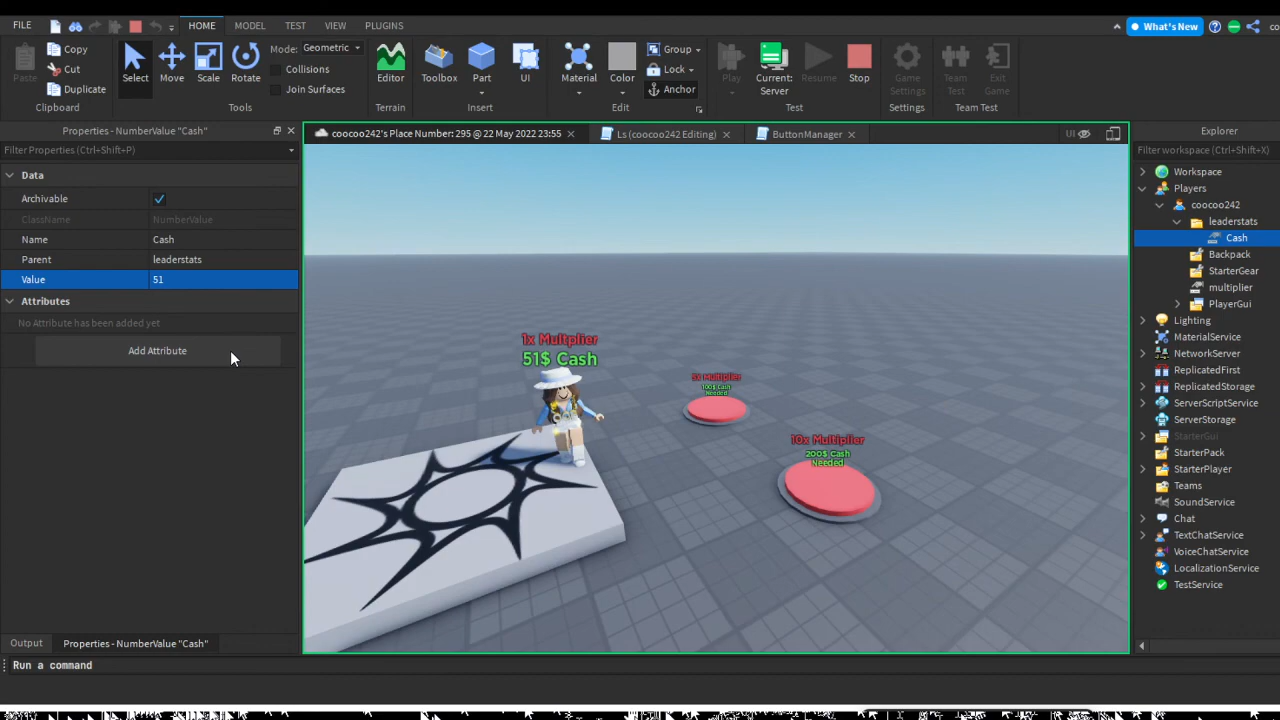 FILE
HOME
MODEL
TEST
VIEW
PLUGINS
What's New
co
Paste
Copy
Cut
Duplicate
Clipboard
Select
Move
Scale
Rotate
Mode: Geometric
Collisions
Join Surfaces
Tools
Editor
Terrain
Toolbox
Part
UI
Insert
Material
Color
Group
Lock
Anchor
Edit
Play
Current:
Server
Resume
Stop
Test
Game
Settings
Settings
Team
Test
Exit
Game
Team Test
Properties - NumberValue "Cash"
Filter Properties (Ctrl+Shift+P)
Data
Archivable
ClassName NumberValue
Name Cash
Parent leaderstats
Value 51
Attributes
No Attribute has been added yet
Add Attribute
Output
Properties - NumberValue "Cash"
Run a command
coocoo242's Place Number: 295 @ 22 May 2022 23:55
Ls (coocoo242 Editing)
ButtonManager
UI
1x Multplier
51$ Cash
Multplier
100$ Cash
Needed
10x Multiplier
200$ Cash
Needed
Explorer
Filter workspace (Ctrl+Shift+X)
Workspace
Players
coocoo242
leaderstats
Cash
Backpack
StarterGear
multiplier
PlayerGui
Lighting
MaterialService
NetworkServer
ReplicatedFirst
ReplicatedStorage
ServerScriptService
ServerStorage
StarterGui
StarterPack
StarterPlayer
Teams
SoundService
Chat
TextChatService
VoiceChatService
LocalizationService
TestService